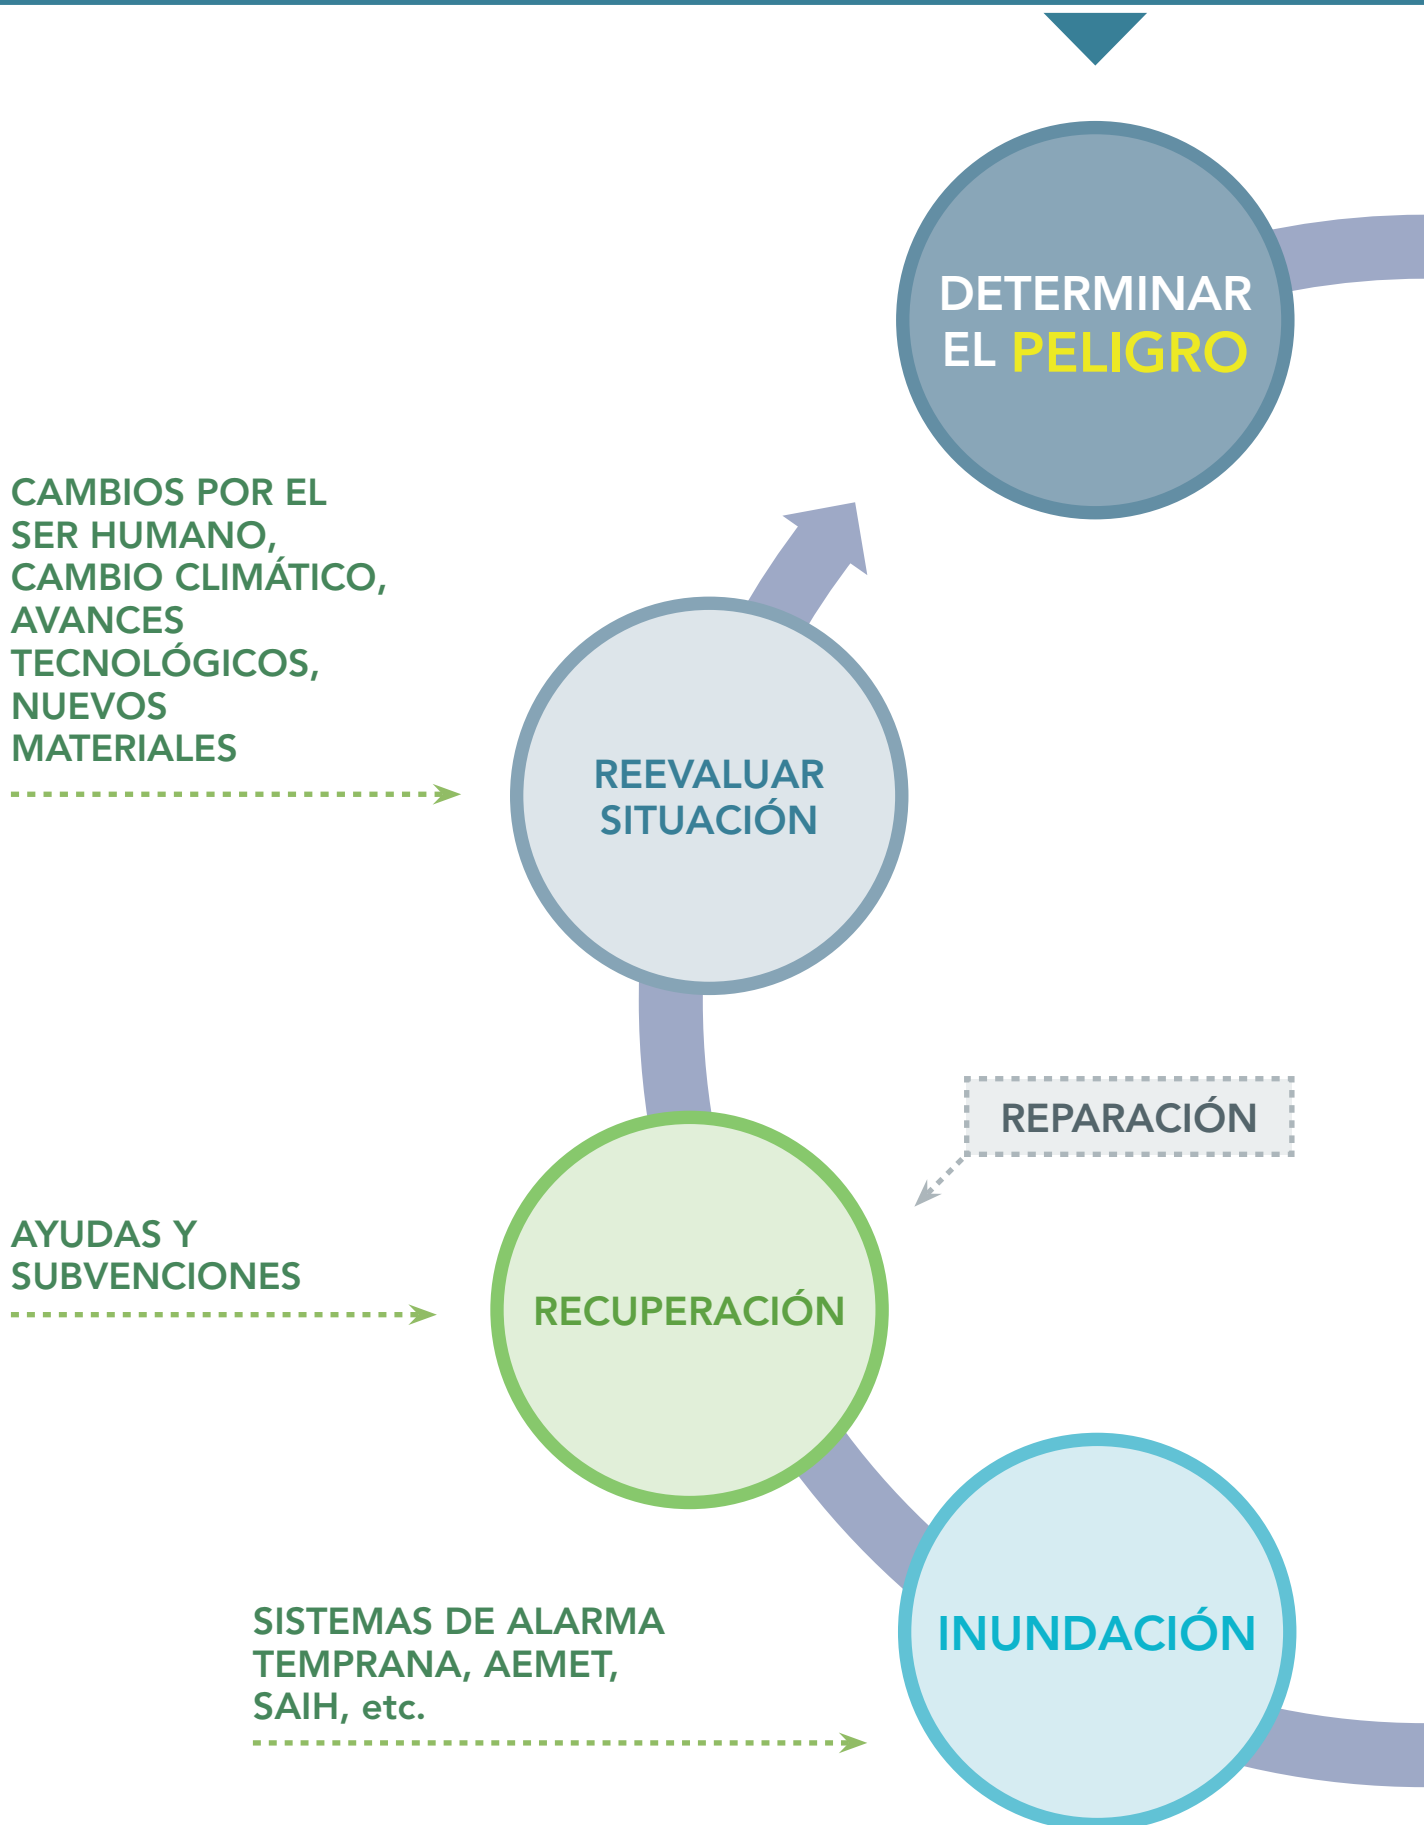 DETERMINAR
EL PELIGRO
CAMBIOS POR EL
SER HUMANO,
CAMBIO CLIMÁTICO,
AVANCES
TECNOLÓGICOS,
NUEVOS
MATERIALES
REEVALUAR
SITUACIÓN
REPARACIÓN
AYUDAS Y
SUBVENCIONES
RECUPERACIÓN
SISTEMAS DE ALARMA
TEMPRANA, AEMET,
SAIH, etc.
INUNDACIÓN